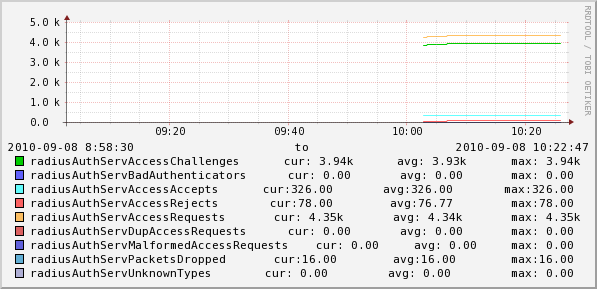 RRDTOOL / TOBI OETIKER
5.0 k
4.0 k
3.0 k
2.0 k
1.0 k
0.0
09:20 09:40 10:00 10:20
2010-09-08 8:58:30 to 2010-09-08 10:22:47
radiusAuthServAccessChallenges cur: 3.94k avg: 3.93k max: 3.94k
radiusAuthServBadAuthenticators cur: 0.00 avg: 0.00 max: 0.00
radiusAuthServAccessAccepts cur:326.00 avg:326.00 max:326.00
radiusAuthServAccessRejects cur:78.00 avg:76.77 max:78.00
radiusAuthServAccessRequests cur: 4.35k avg: 4.34k max: 4.35k
radiusAuthServDupAccessRequests cur: 0.00 avg: 0.00 max: 0.00
radiusAuthServMalformedAccessRequests cur: 0.00 avg: 0.00 max: 0.00
radiusAuthServPacketsDropped cur:16.00 avg:16.00 max:16.00
radiusAuthServUnknownTypes cur: 0.00 avg: 0.00 max: 0.00